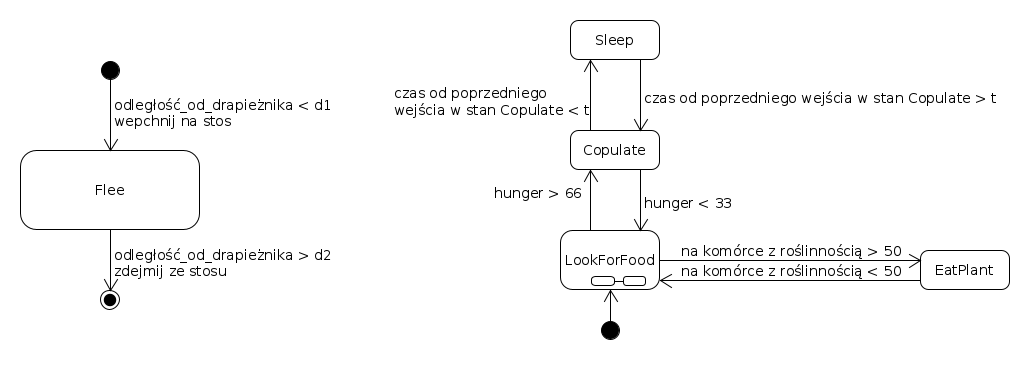 odległość_od_drapieżnika < d1
wepchnij na stos
Flee
odległość_od_drapieżnika > d2
zdejmij ze stosu
Sleep
czas od poprzedniego
wejścia w stan Copulate < t
czas od poprzedniego wejścia w stan Copulate > t
Copulate
hunger > 66
hunger < 33
LookForFood
na komórce z roślinnością > 50
na komórce z roślinnością < 50
EatPlant